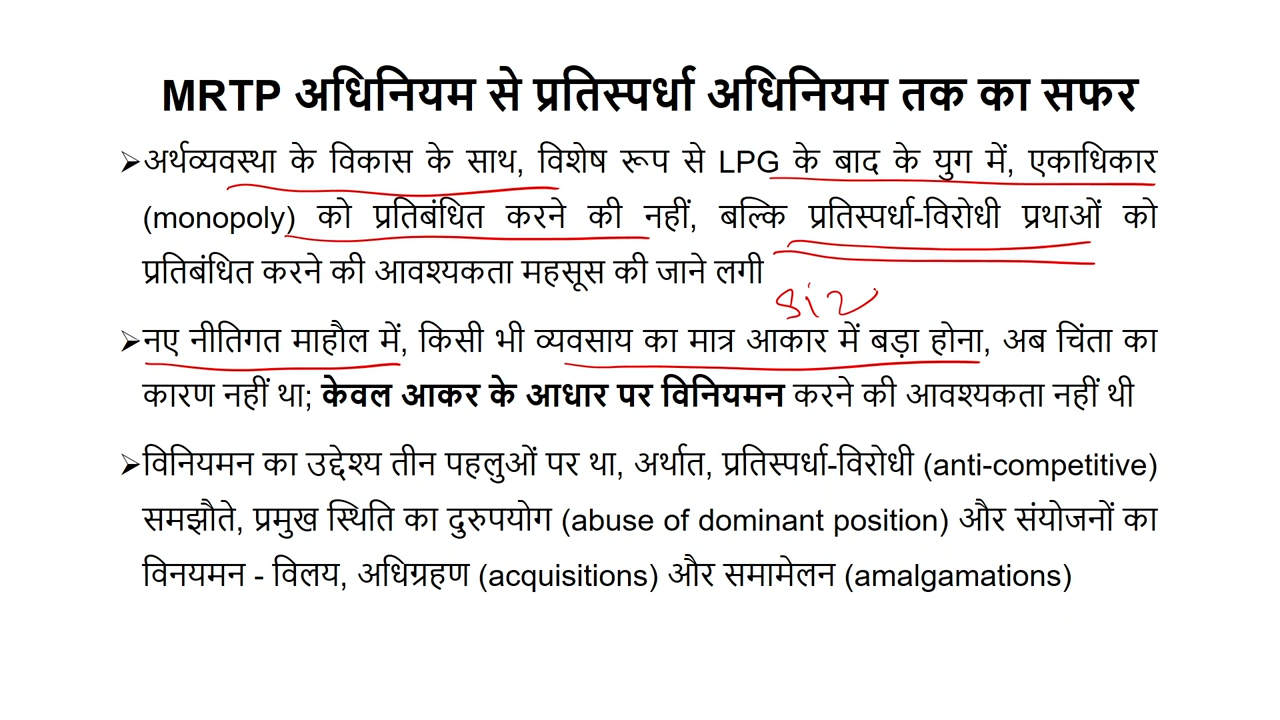 MRTP अधिनियम से प्रतिस्पर्धा अधिनियम तक का सफर
➢अर्थव्यवस्था के विकास के साथ, विशेष रूप से LPG के बाद के युग में, एकाधिकार
(monopoly) को प्रतिबंधित करने की नहीं, बल्कि प्रतिस्पर्धा-विरोधी प्रथाओं को
प्रतिबंधित करने की आवश्यकता महसूस की जाने लगी
➢नए नीतिगत माहौल में, किसी भी व्यवसाय का मात्र आकार में बड़ा होना, अब चिंता का
कारण नहीं था; केवल आकर के आधार पर विनियमन करने की आवश्यकता नहीं थी
➢विनियमन का उद्देश्य तीन पहलुओं पर था, अर्थात, प्रतिस्पर्धा-विरोधी (anti-competitive)
समझौते, प्रमुख स्थिति का दुरुपयोग (abuse of dominant position) और संयोजनों का
विनयमन - विलय, अधिग्रहण (acquisitions) और समामेलन (amalgamations)